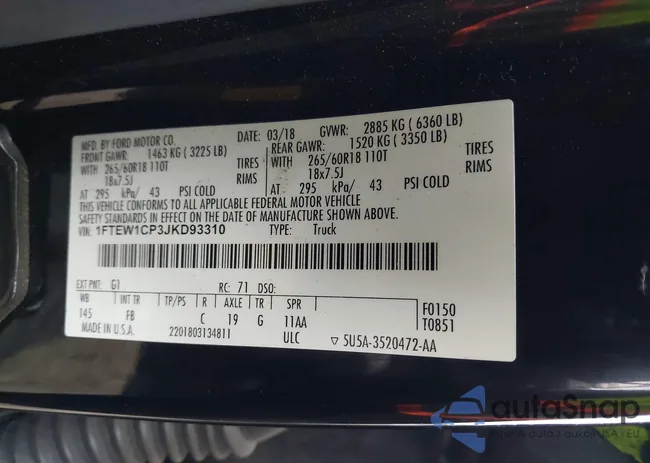 MFD. BY FORD MOTOR CO.
DATE: 03/18 GVWR: 2885 KG ( 6360 LB)
FRONT GAWR: 1463 KG ( 3225 LB)
REAR GAWR: 1520 KG ( 3350 LB)
WITH 265/60R18 110T TIRES
WITH 265/60R18 110T TIRES
18x7.5J RIMS
18x7.5J RIMS
AT 295 kPa/ 43 PSI COLD
AT 295 kPa/ 43 PSI COLD
THIS VEHICLE CONFORMS TO ALL APPLICABLE FEDERAL MOTOR VEHICLE
SAFETY STANDARDS IN EFFECT ON THE DATE OF MANUFACTURE SHOWN ABOVE.
VIN: 1FTEW1CP3JKD93310 TYPE: Truck
EXT PNT: G1 RC: 71 DSO:
WB INT TR TP/PS R AXLE TR SPR F0150
145 FB C 19 G 11AA T0851
MADE IN U.S.A. 2201803134811 ULC 5U5A-3520472-AA
autoSnap